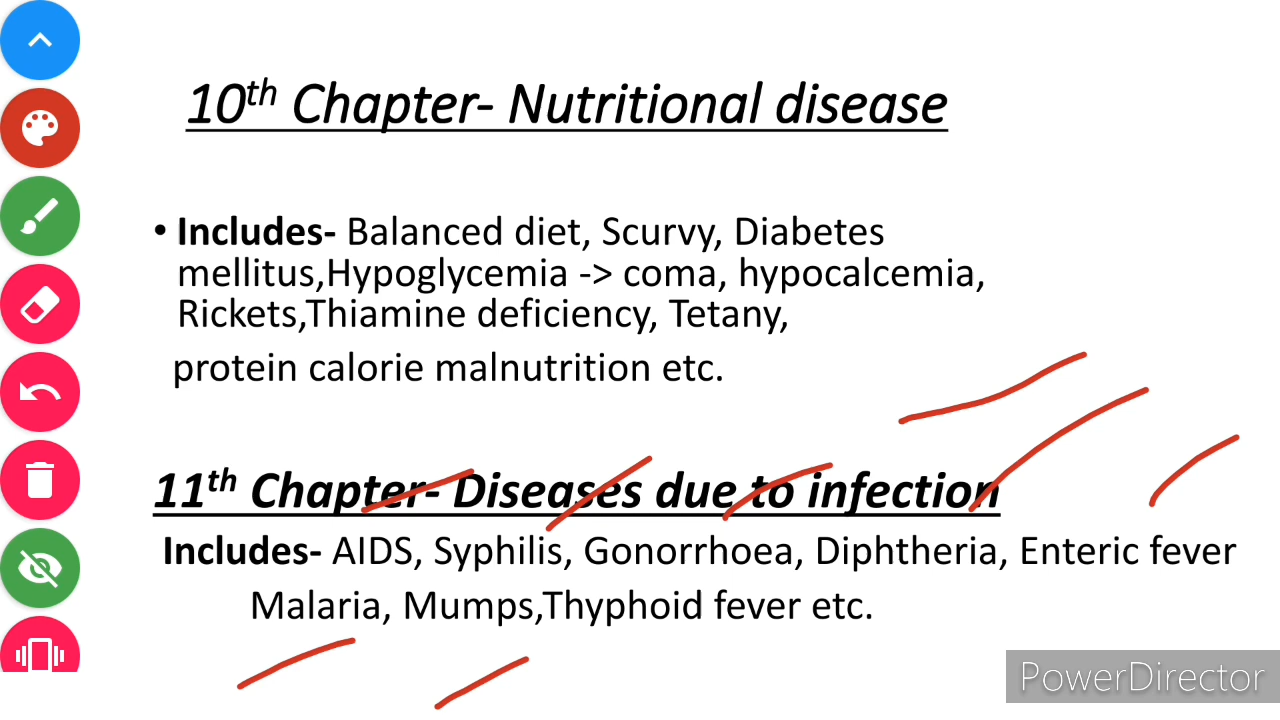 10th Chapter- Nutritional disease
• Includes- Balanced diet, Scurvy, Diabetes
mellitus,Hypoglycemia -> coma, hypocalcemia,
Rickets,Thiamine deficiency, Tetany,
protein calorie malnutrition etc.
11th Chapter- Diseases due to infection
Includes- AIDS, Syphilis, Gonorrhoea, Diphtheria, Enteric fever
Malaria, Mumps,Thyphoid fever etc.
PowerDirector